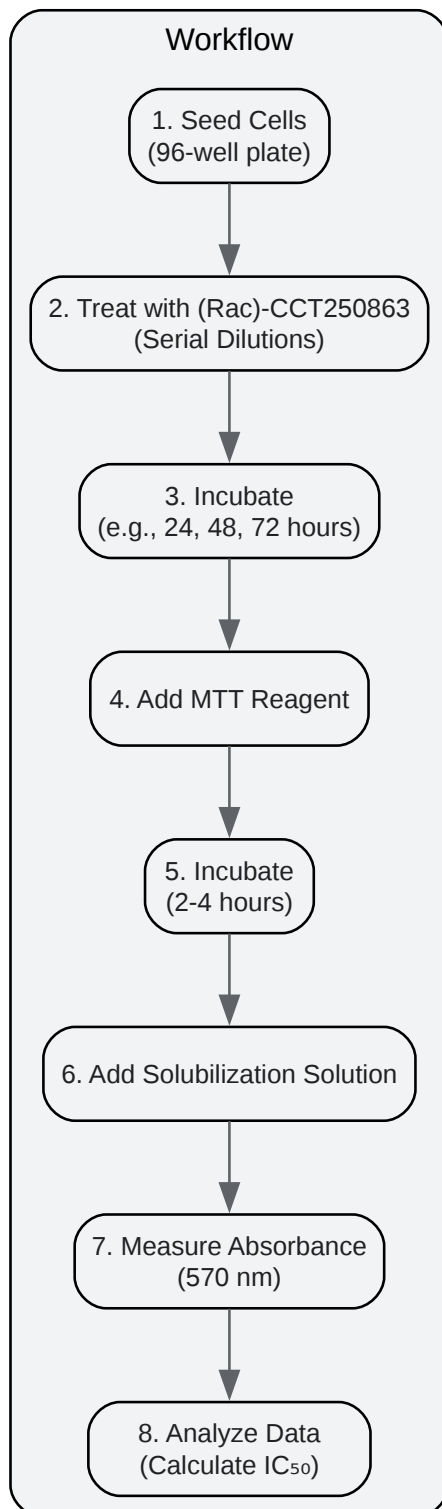 Workflow
1. Seed Cells
(96-well plate)
2. Treat with (Rac)-CCT250863
(Serial Dilutions)
3. Incubate
(e.g., 24, 48, 72 hours)
4. Add MTT Reagent
5. Incubate
(2-4 hours)
6. Add Solubilization Solution
7. Measure Absorbance
(570 nm)
8. Analyze Data
(Calculate IC₅₀)